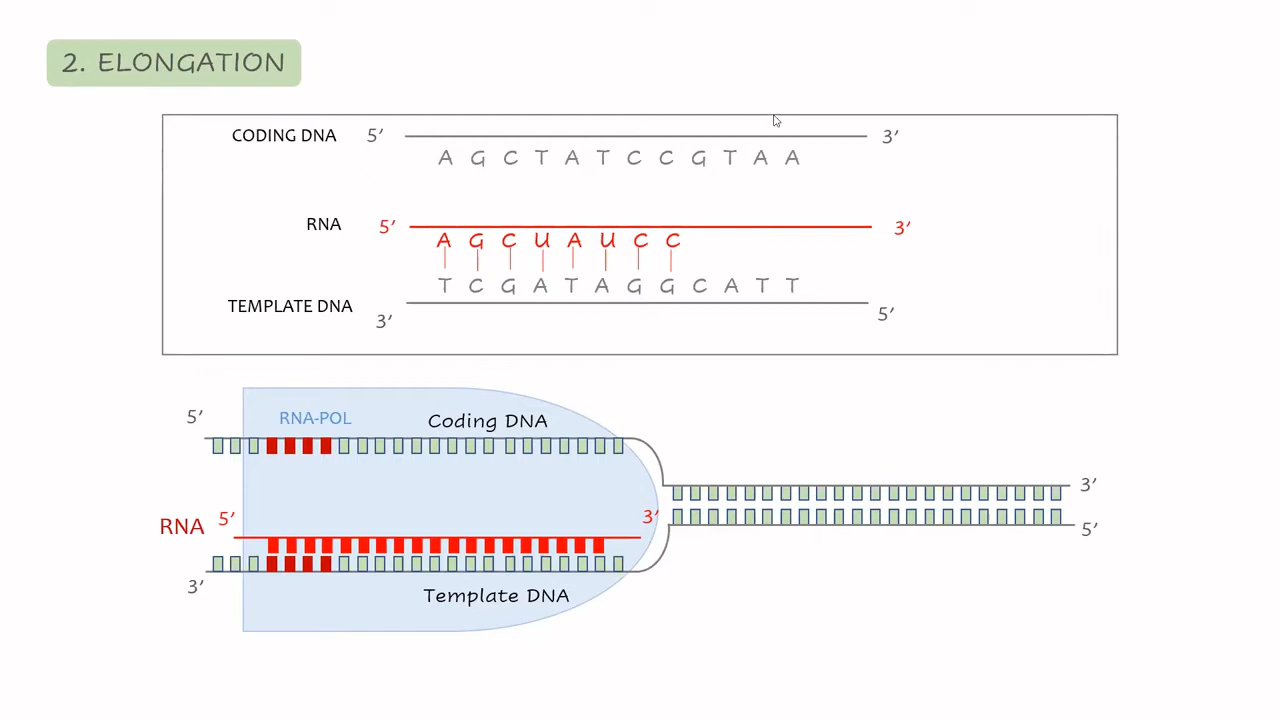 2. ELONGATION
CODING DNA 5' 3'
A G C T A T C C G T A A
RNA 5' 3'
A G C U A U C C
T C G A T A G G C A T T
TEMPLATE DNA 3' 5'
5' RNA-POL Coding DNA
3'
RNA 5' 3'
5'
3' Template DNA